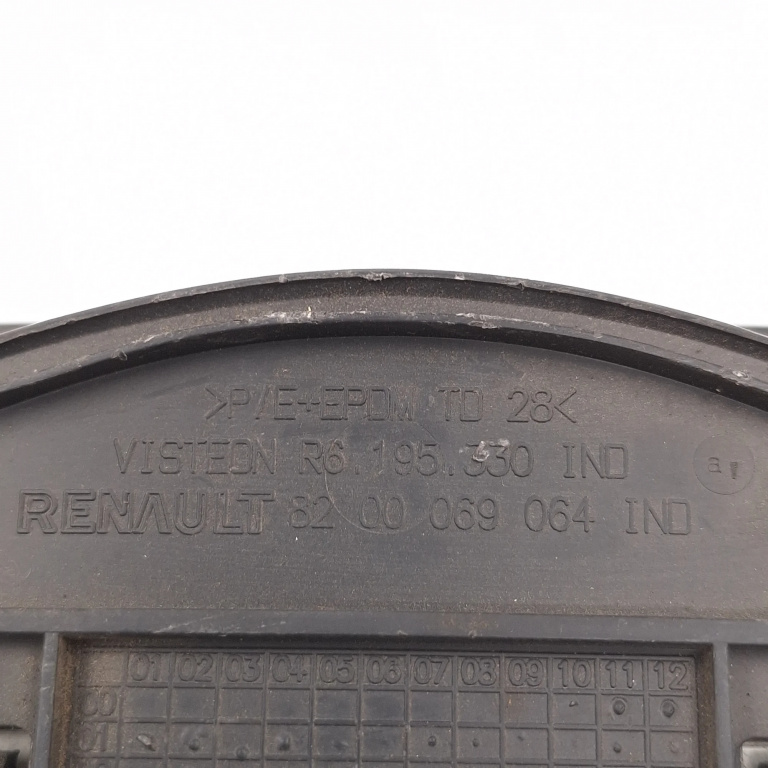 >P/E+EPDM TD 28<
VISTEON R6.195.330 IND
RENAULT 82 00 069 064 IND
01 02 03 04 05 06 07 08 09 10 11 12
00
01